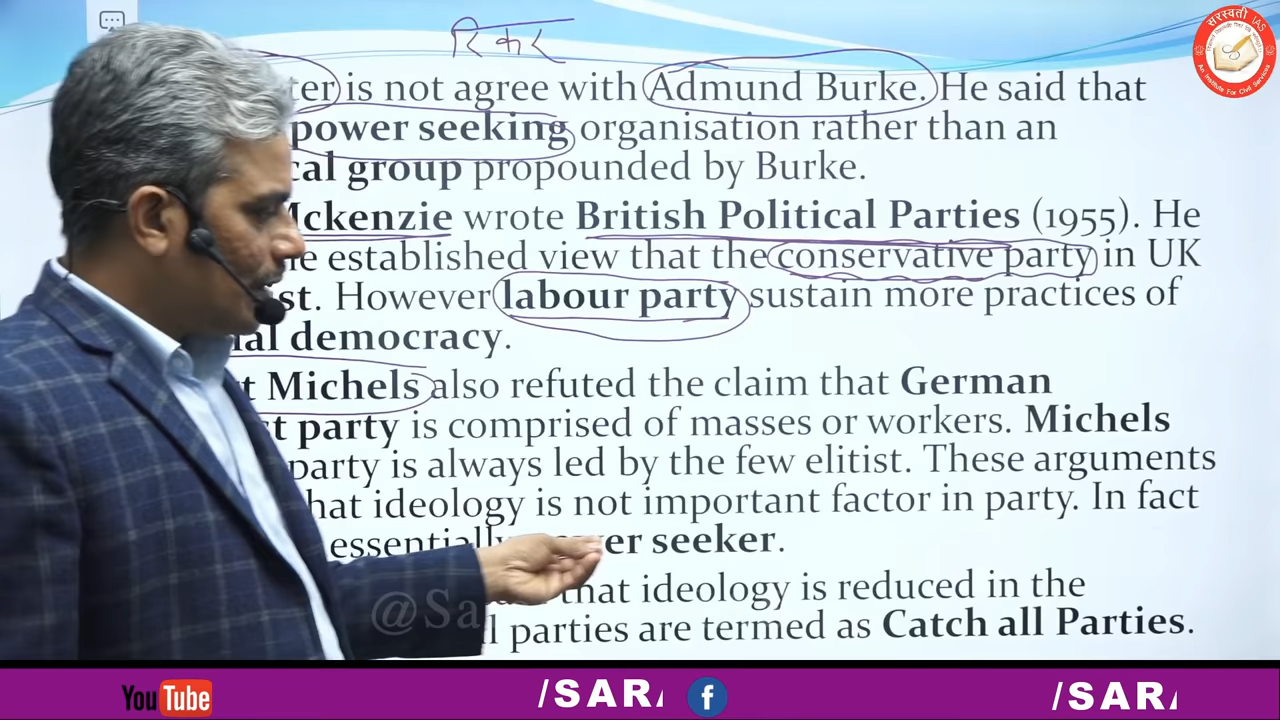 विकार
ter is not agree with Admund Burke. He said that
power seeking organisation rather than an
cal group propounded by Burke.
Mckenzie wrote British Political Parties (1955). He
e established view that the conservative party in UK
st. However labour party sustain more practices of
al democracy.
t Michels also refuted the claim that German
st party is comprised of masses or workers. Michels
party is always led by the few elitist. These arguments
hat ideology is not important factor in party. In fact
essentially er seeker.
that ideology is reduced in the
l parties are termed as Catch all Parties.
@Sa
सरस्वती IAS
An Institute For Civil Services
YouTube
/SAR
f
/SAR